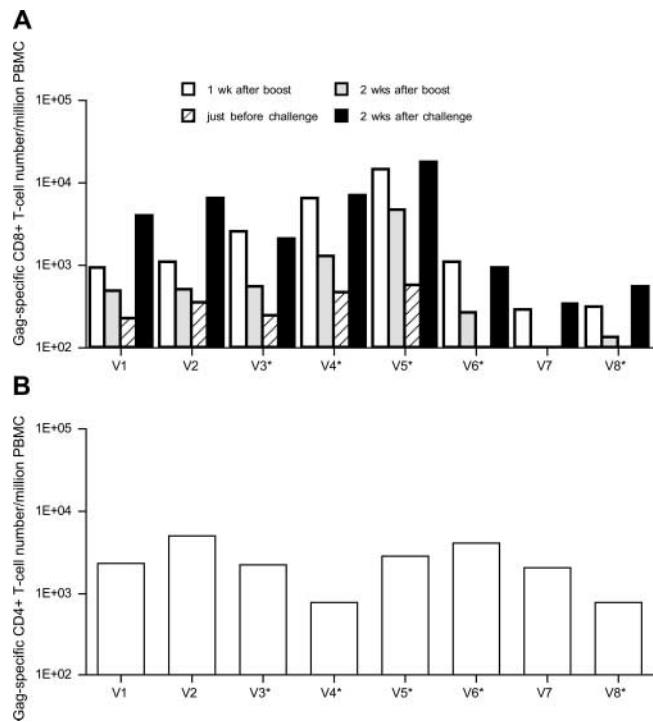 A
Gag-specific CD8+ T-cell number/million PBMC
1 wk after boost
2 wks after boost
just before challenge
2 wks after challenge
1E+05
1E+04
1E+03
1E+02
V1 V2 V3* V4* V5* V6* V7 V8*
B
Gag-specific CD4+ T-cell number/million PBMC
1E+05
1E+04
1E+03
1E+02
V1 V2 V3* V4* V5* V6* V7 V8*